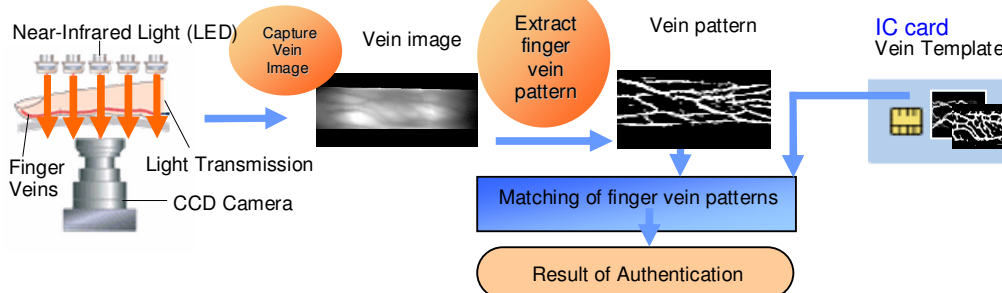 Near-Infrared Light (LED)
Capture
Vein
Image
Vein image
Extract
finger
vein
pattern
Vein pattern
IC card
Vein Template
Finger
Veins
Light Transmission
CCD Camera
Matching of finger vein patterns
Result of Authentication